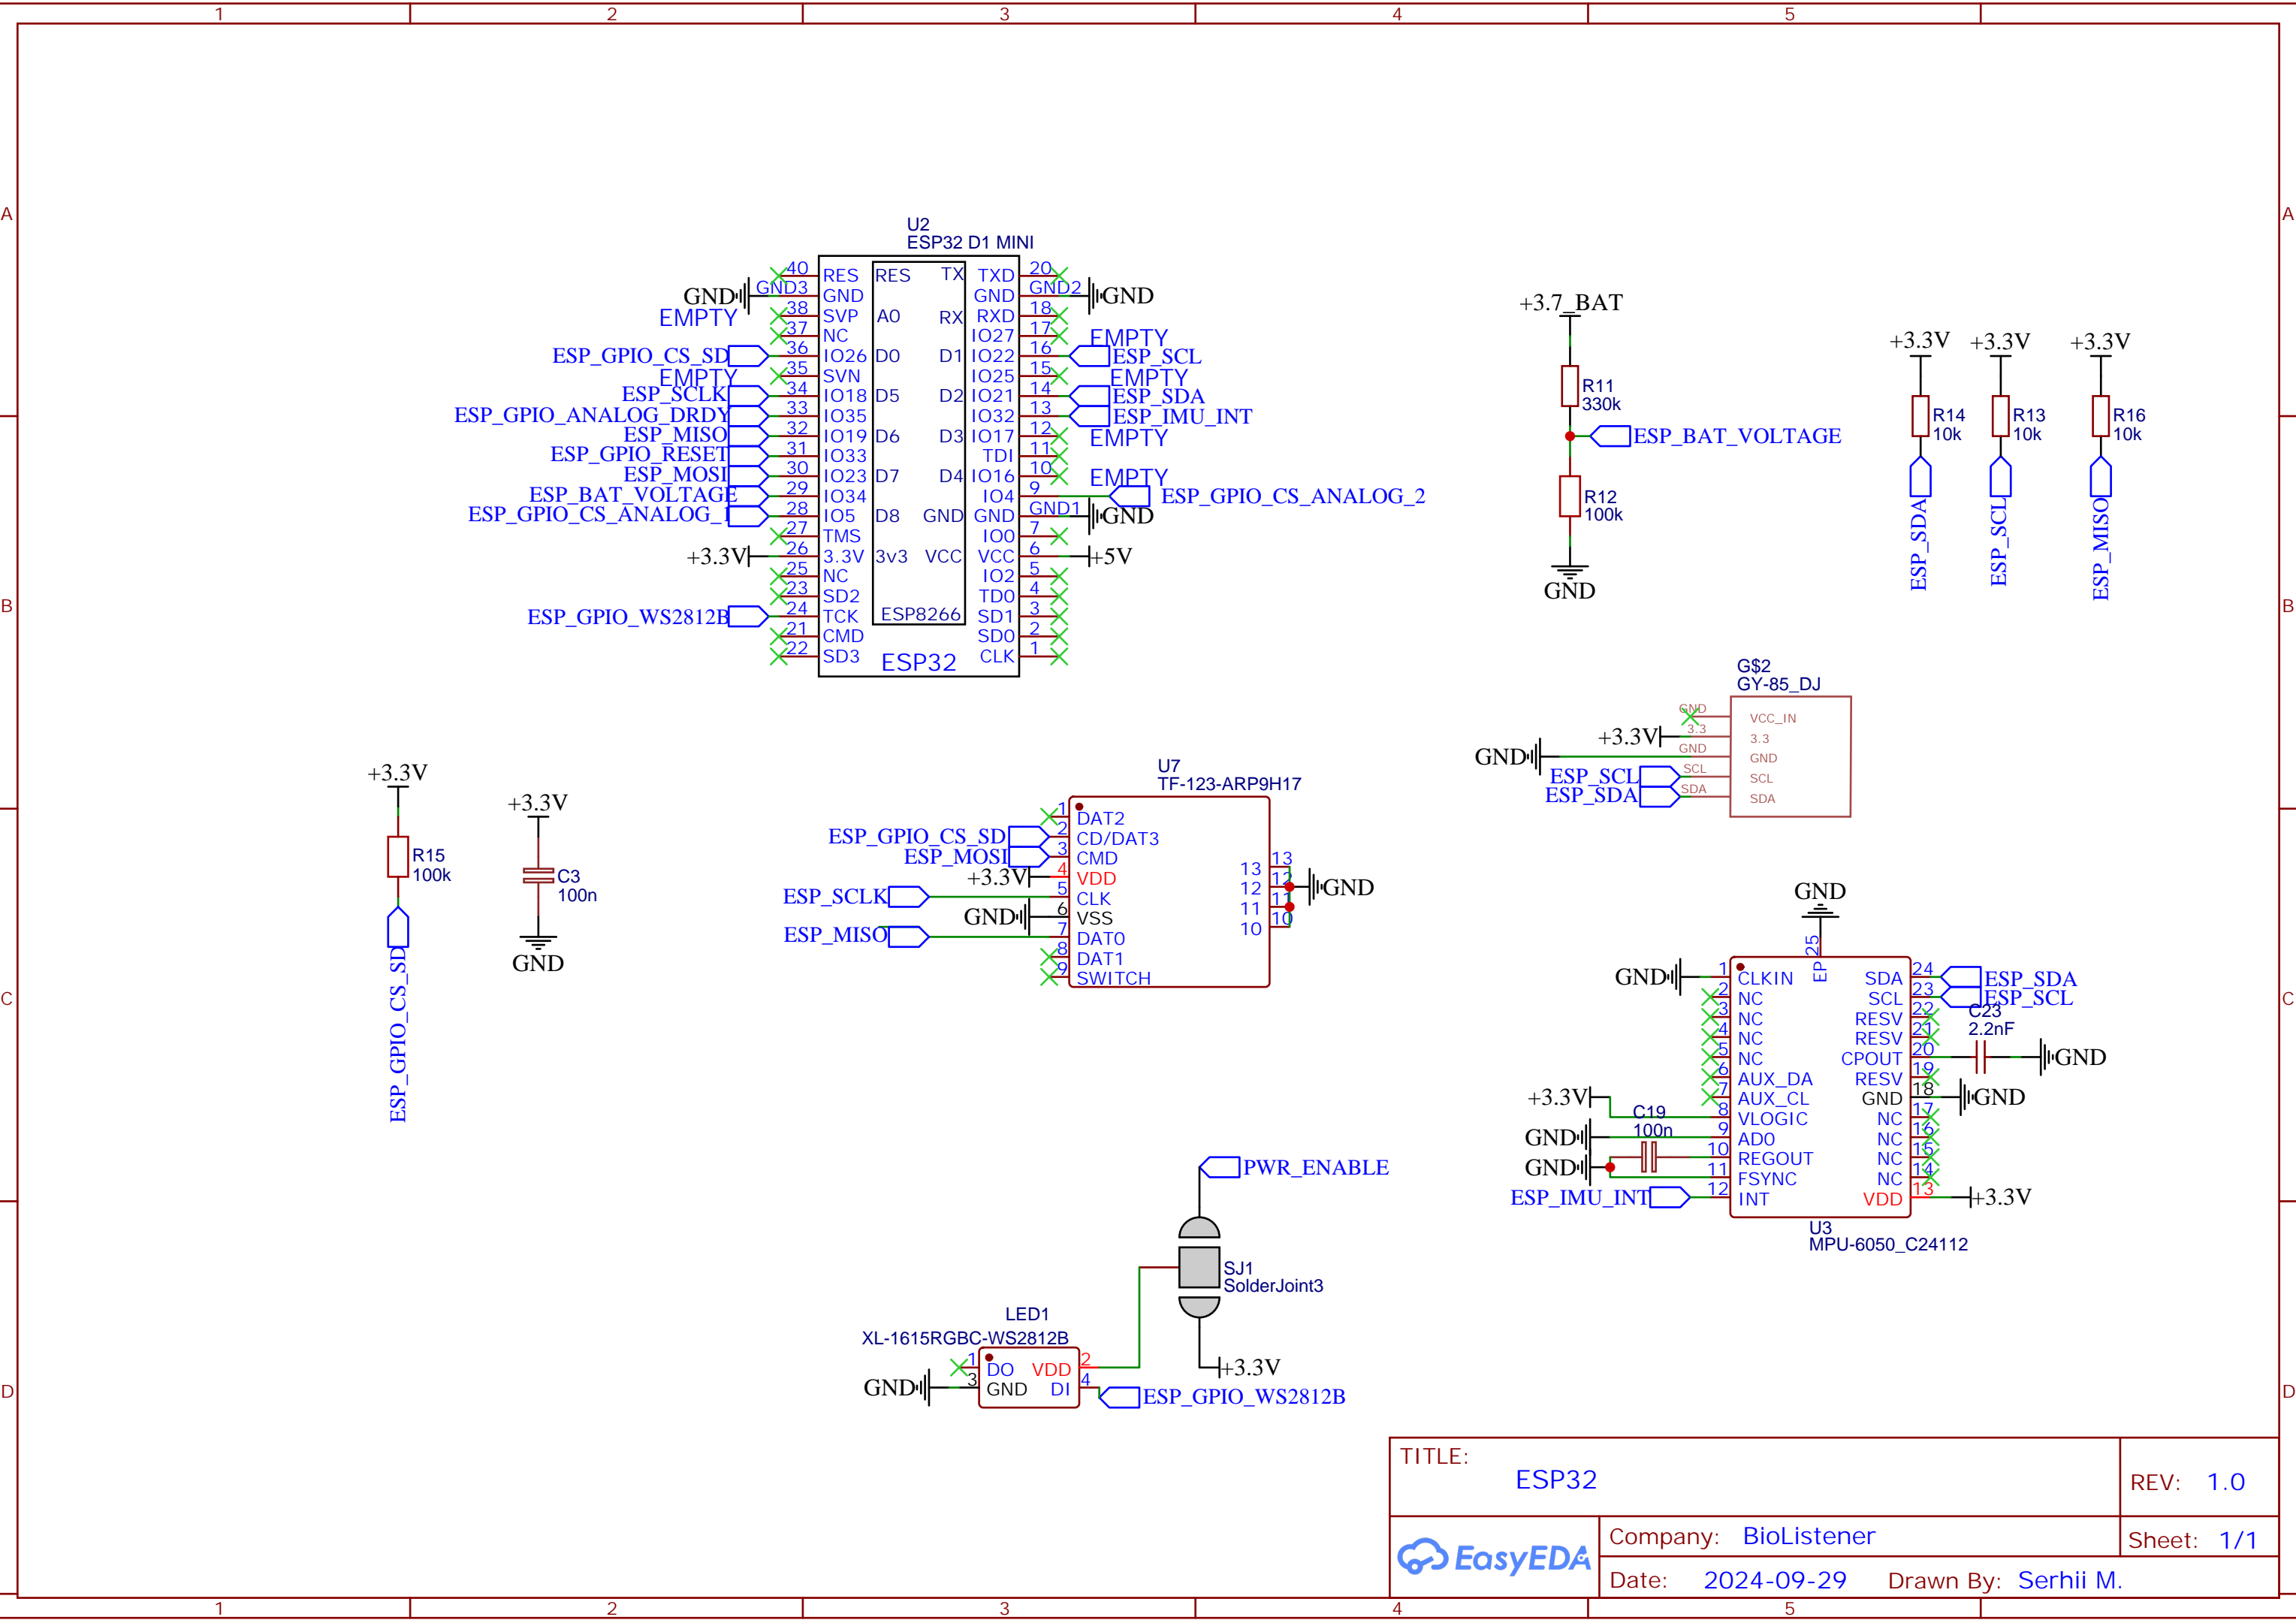 1 2 3 4 5
A A
B B
C C
D D
1 2 3 4 5
U2
ESP32 D1 MINI
40 RES RES TX TXD 20
GND GND3 GND GND GND2 GND
EMPTY 38 SVP A0 RX RXD 18
37 NC IO27 17 EMPTY
ESP_GPIO_CS_SD 36 IO26 D0 D1 IO22 16 ESP_SCL
EMPTY 35 SVN IO25 15 EMPTY
ESP_SCLK 34 IO18 D5 D2 IO21 14 ESP_SDA
ESP_GPIO_ANALOG_DRDY 33 IO35 IO32 13 ESP_IMU_INT
ESP_MISO 32 IO19 D6 D3 IO17 12 EMPTY
ESP_GPIO_RESET 31 IO33 TDI 11
ESP_MOSI 30 IO23 D7 D4 IO16 10 EMPTY
ESP_BAT_VOLTAGE 29 IO34 IO4 9 ESP_GPIO_CS_ANALOG_2
ESP_GPIO_CS_ANALOG_1 28 IO5 D8 GND GND GND1 GND
27 TMS IO0 7
+3.3V 26 3.3V 3v3 VCC VCC 6 +5V
25 NC IO2 5
23 SD2 TD0 4
ESP_GPIO_WS2812B 24 TCK ESP8266 SD1 3
21 CMD SD0 2
22 SD3 ESP32 CLK 1
+3.7_BAT
R11
330k
ESP_BAT_VOLTAGE
R12
100k
GND
+3.3V +3.3V +3.3V
R14 R13 R16
10k 10k 10k
ESP_SDA ESP_SCL ESP_MISO
G$2
GY-85_DJ
GND VCC_IN
+3.3V 3.3 3.3
GND GND GND
ESP_SCL SCL SCL
ESP_SDA SDA SDA
+3.3V
R15
100k
ESP_GPIO_CS_SD
+3.3V
C3
100n
GND
U7
TF-123-ARP9H17
1 DAT2
ESP_GPIO_CS_SD 2 CD/DAT3
ESP_MOSI 3 CMD 13 13
+3.3V 4 VDD 12 12 GND
ESP_SCLK 5 CLK 11 11
GND 6 VSS 10 10
ESP_MISO 7 DAT0
8 DAT1
9 SWITCH
GND
25
EP
GND 1 CLKIN SDA 24 ESP_SDA
2 NC SCL 23 ESP_SCL
3 NC RESV 22 C23
4 NC RESV 21 2.2nF
5 NC CPOUT 20 GND
6 AUX_DA RESV 19
7 AUX_CL GND 18 GND
+3.3V 8 VLOGIC NC 17
GND 9 AD0 NC 16
C19
100n
GND 10 REGOUT NC 15
11 FSYNC NC 14
ESP_IMU_INT 12 INT VDD 13 +3.3V
U3
MPU-6050_C24112
PWR_ENABLE
SJ1
SolderJoint3
+3.3V
LED1
XL-1615RGBC-WS2812B
1 DO VDD 2
GND 3 GND DI 4 ESP_GPIO_WS2812B
TITLE:
ESP32
REV: 1.0
EasyEDA
Company: BioListener
Sheet: 1/1
Date: 2024-09-29 Drawn By: Serhii M.